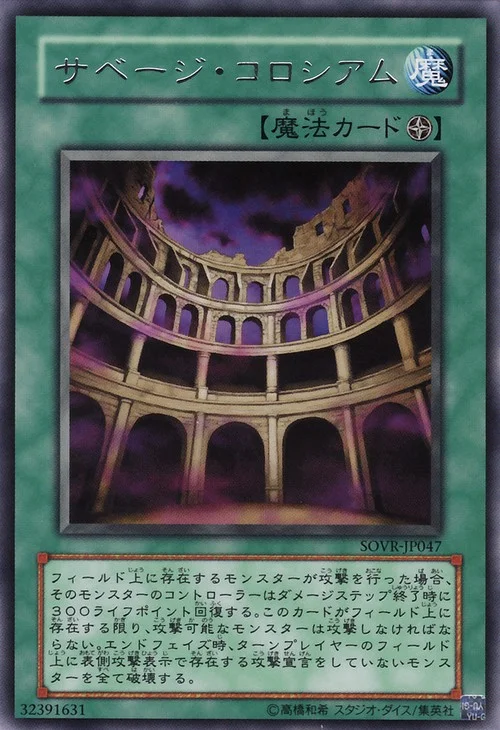 サベージ・コロシアム 魔
【魔法カード】
SOVR-JP047
フィールド上に存在するモンスターが攻撃を行った場合、
そのモンスターのコントローラーはダメージステップ終了時に
３００ライフポイント回復する。このカードがフィールド上に
存在する限り、攻撃可能なモンスターは攻撃しなければな
らない。エンドフェイズ時、ターンプレイヤーのフィールド
上に表側攻撃表示で存在する攻撃宣言をしていないモンス
ターを全て破壊する。
32391631 ©高橋和希 スタジオ・ダイス/集英社